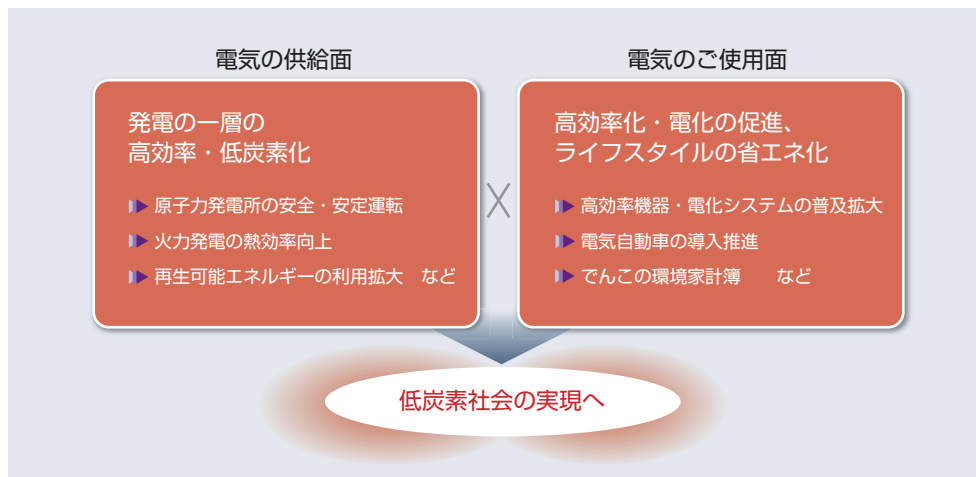 電気の供給面
発電の一層の
高効率・低炭素化
原子力発電所の安全・安定運転
火力発電の熱効率向上
再生可能エネルギーの利用拡大 など
×
電気のご使用面
高効率化・電化の促進、
ライフスタイルの省エネ化
高効率機器・電化システムの普及拡大
電気自動車の導入推進
でんこの環境家計簿 など
低炭素社会の実現へ